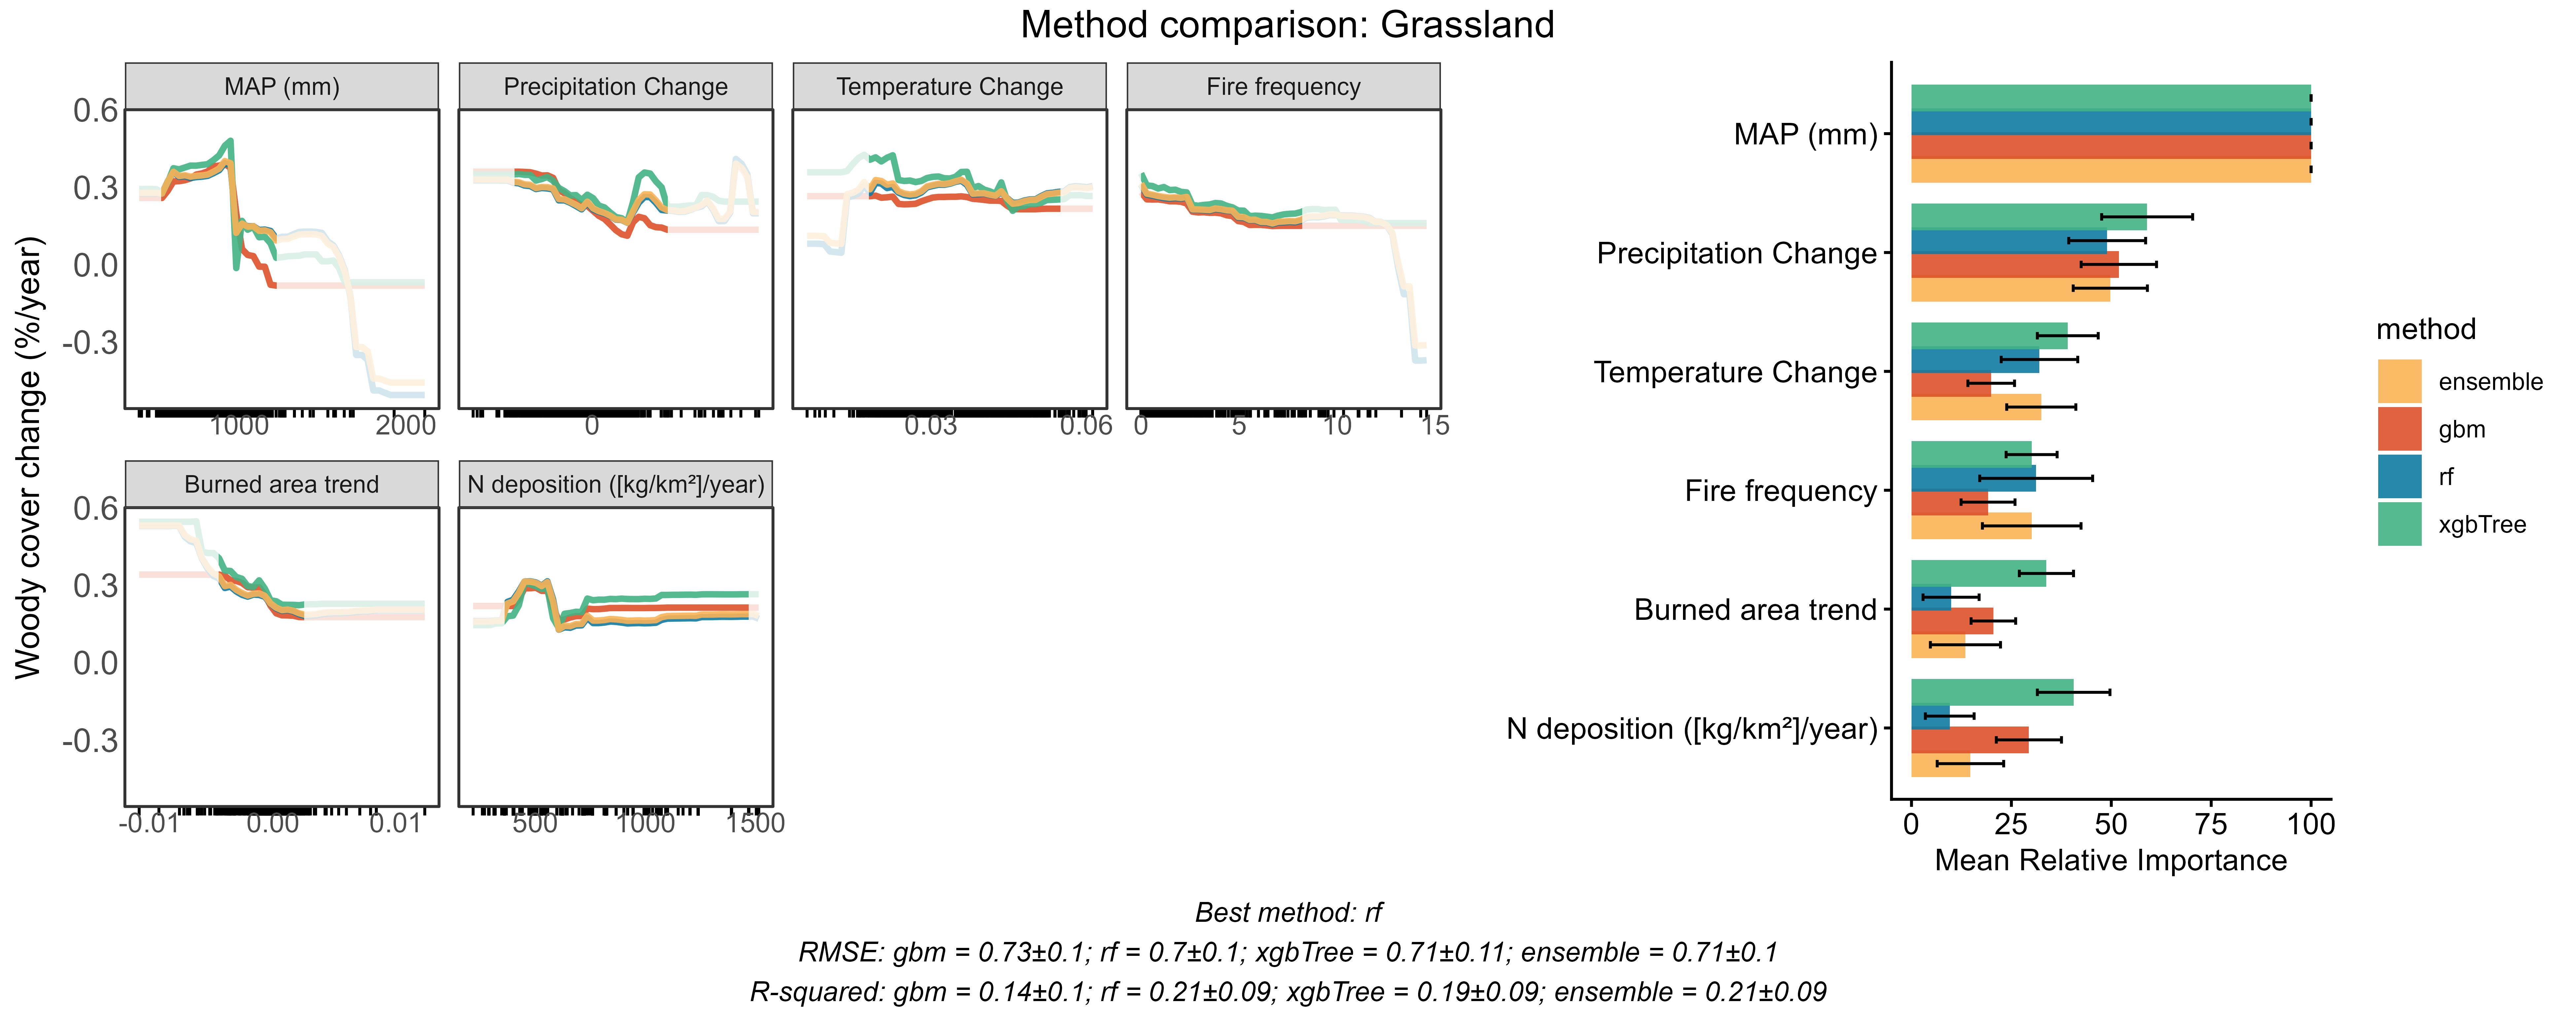 Method comparison: Grassland
MAP (mm)
Precipitation Change
Temperature Change
Fire frequency
Woody cover change (%/year)
0.6
0.3
0.0
-0.3
1000 2000
0
0.03 0.06
0 5 10 15
Burned area trend
N deposition ([kg/km²]/year)
0.6
0.3
0.0
-0.3
-0.01 0.00 0.01
500 1000 1500
MAP (mm)
Precipitation Change
Temperature Change
Fire frequency
Burned area trend
N deposition ([kg/km²]/year)
0 25 50 75 100
Mean Relative Importance
method
ensemble
gbm
rf
xgbTree
Best method: rf
RMSE: gbm = 0.73±0.1; rf = 0.7±0.1; xgbTree = 0.71±0.11; ensemble = 0.71±0.1
R-squared: gbm = 0.14±0.1; rf = 0.21±0.09; xgbTree = 0.19±0.09; ensemble = 0.21±0.09